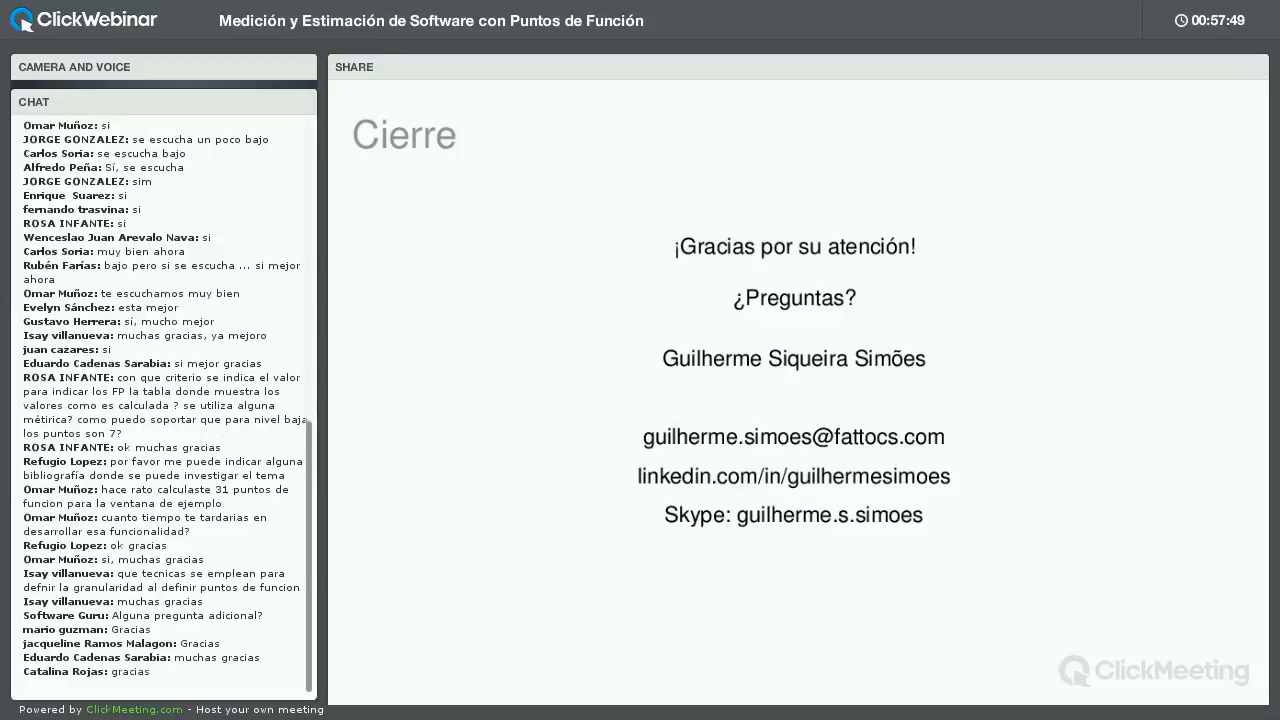 ClickWebinar
Medición y Estimación de Software con Puntos de Función
00:57:49
CAMERA AND VOICE
CHAT
Omar Muñoz: si
JORGE GONZALEZ: se escucha un poco bajo
Carlos Soria: se escucha bajo
Alfredo Peña: Sí, se escucha
JORGE GONZALEZ: sim
Enrique Suarez: si
fernando trasvina: si
ROSA INFANTE: si
Wenceslao Juan Arevalo Nava: si
Carlos Soria: muy bien ahora
Rubén Farías: bajo pero si se escucha ... si mejor
ahora
Omar Muñoz: te escuchamos muy bien
Evelyn Sánchez: esta mejor
Gustavo Herrera: sí, mucho mejor
Isay villanueva: muchas gracias, ya mejoro
juan cazares: si
Eduardo Cadenas Sarabia: si mejor gracias
ROSA INFANTE: con que criterio se indica el valor
para indicar los FP la tabla donde muestra los
valores como es calculada ? se utiliza alguna
métirica? como puedo soportar que para nivel baja
los puntos son 7?
ROSA INFANTE: ok muchas gracias
Refugio Lopez: por favor me puede indicar alguna
bibliografía donde se puede investigar el tema
Omar Muñoz: hace rato calculaste 31 puntos de
funcion para la ventana de ejemplo
Omar Muñoz: cuanto tiempo te tardarias en
desarrollar esa funcionalidad?
Refugio Lopez: ok gracias
Omar Muñoz: si, muchas gracias
Isay villanueva: que tecnicas se emplean para
defnir la granularidad al definir puntos de funcion
Isay villanueva: muchas gracias
Software Guru: Alguna pregunta adicional?
mario guzman: Gracias
jacqueline Ramos Malagon: Gracias
Eduardo Cadenas Sarabia: muchas gracias
Catalina Rojas: gracias
Powered by ClickMeeting.com - Host your own meeting
SHARE
Cierre
¡Gracias por su atención!
¿Preguntas?
Guilherme Siqueira Simões
guilherme.simoes@fattocs.com
linkedin.com/in/guilhermesimoes
Skype: guilherme.s.simoes
ClickMeeting